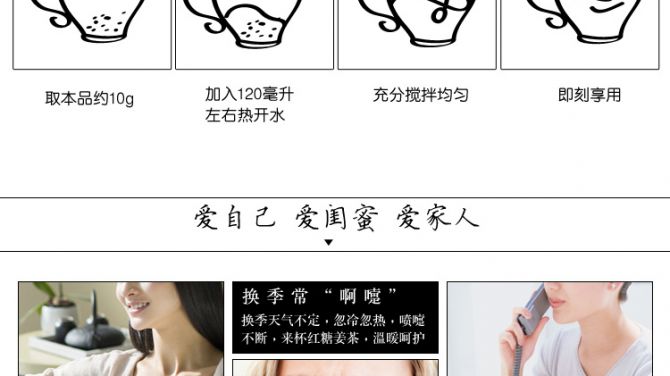 取本品约10g
加入120毫升
左右热开水
充分搅拌均匀
即刻享用
爱自己 爱闺蜜 爱家人
换季常“啊嚏”
换季天气不定，忽冷忽热，喷嚏
不断，来杯红糖姜茶，温暖呵护